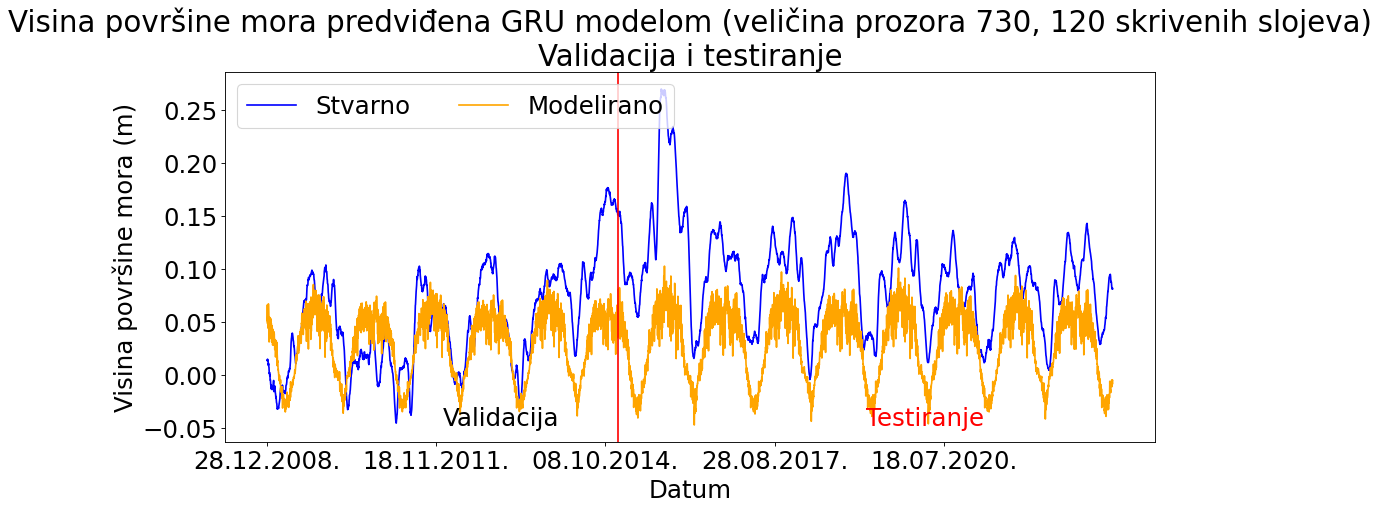 Visina površine mora predviđena GRU modelom (veličina prozora 730, 120 skrivenih slojeva)
Validacija i testiranje
Stvarno
Modelirano
Visina površine mora (m)
0.25
0.20
0.15
0.10
0.05
0.00
−0.05
Validacija
Testiranje
28.12.2008.
18.11.2011.
08.10.2014.
28.08.2017.
18.07.2020.
Datum